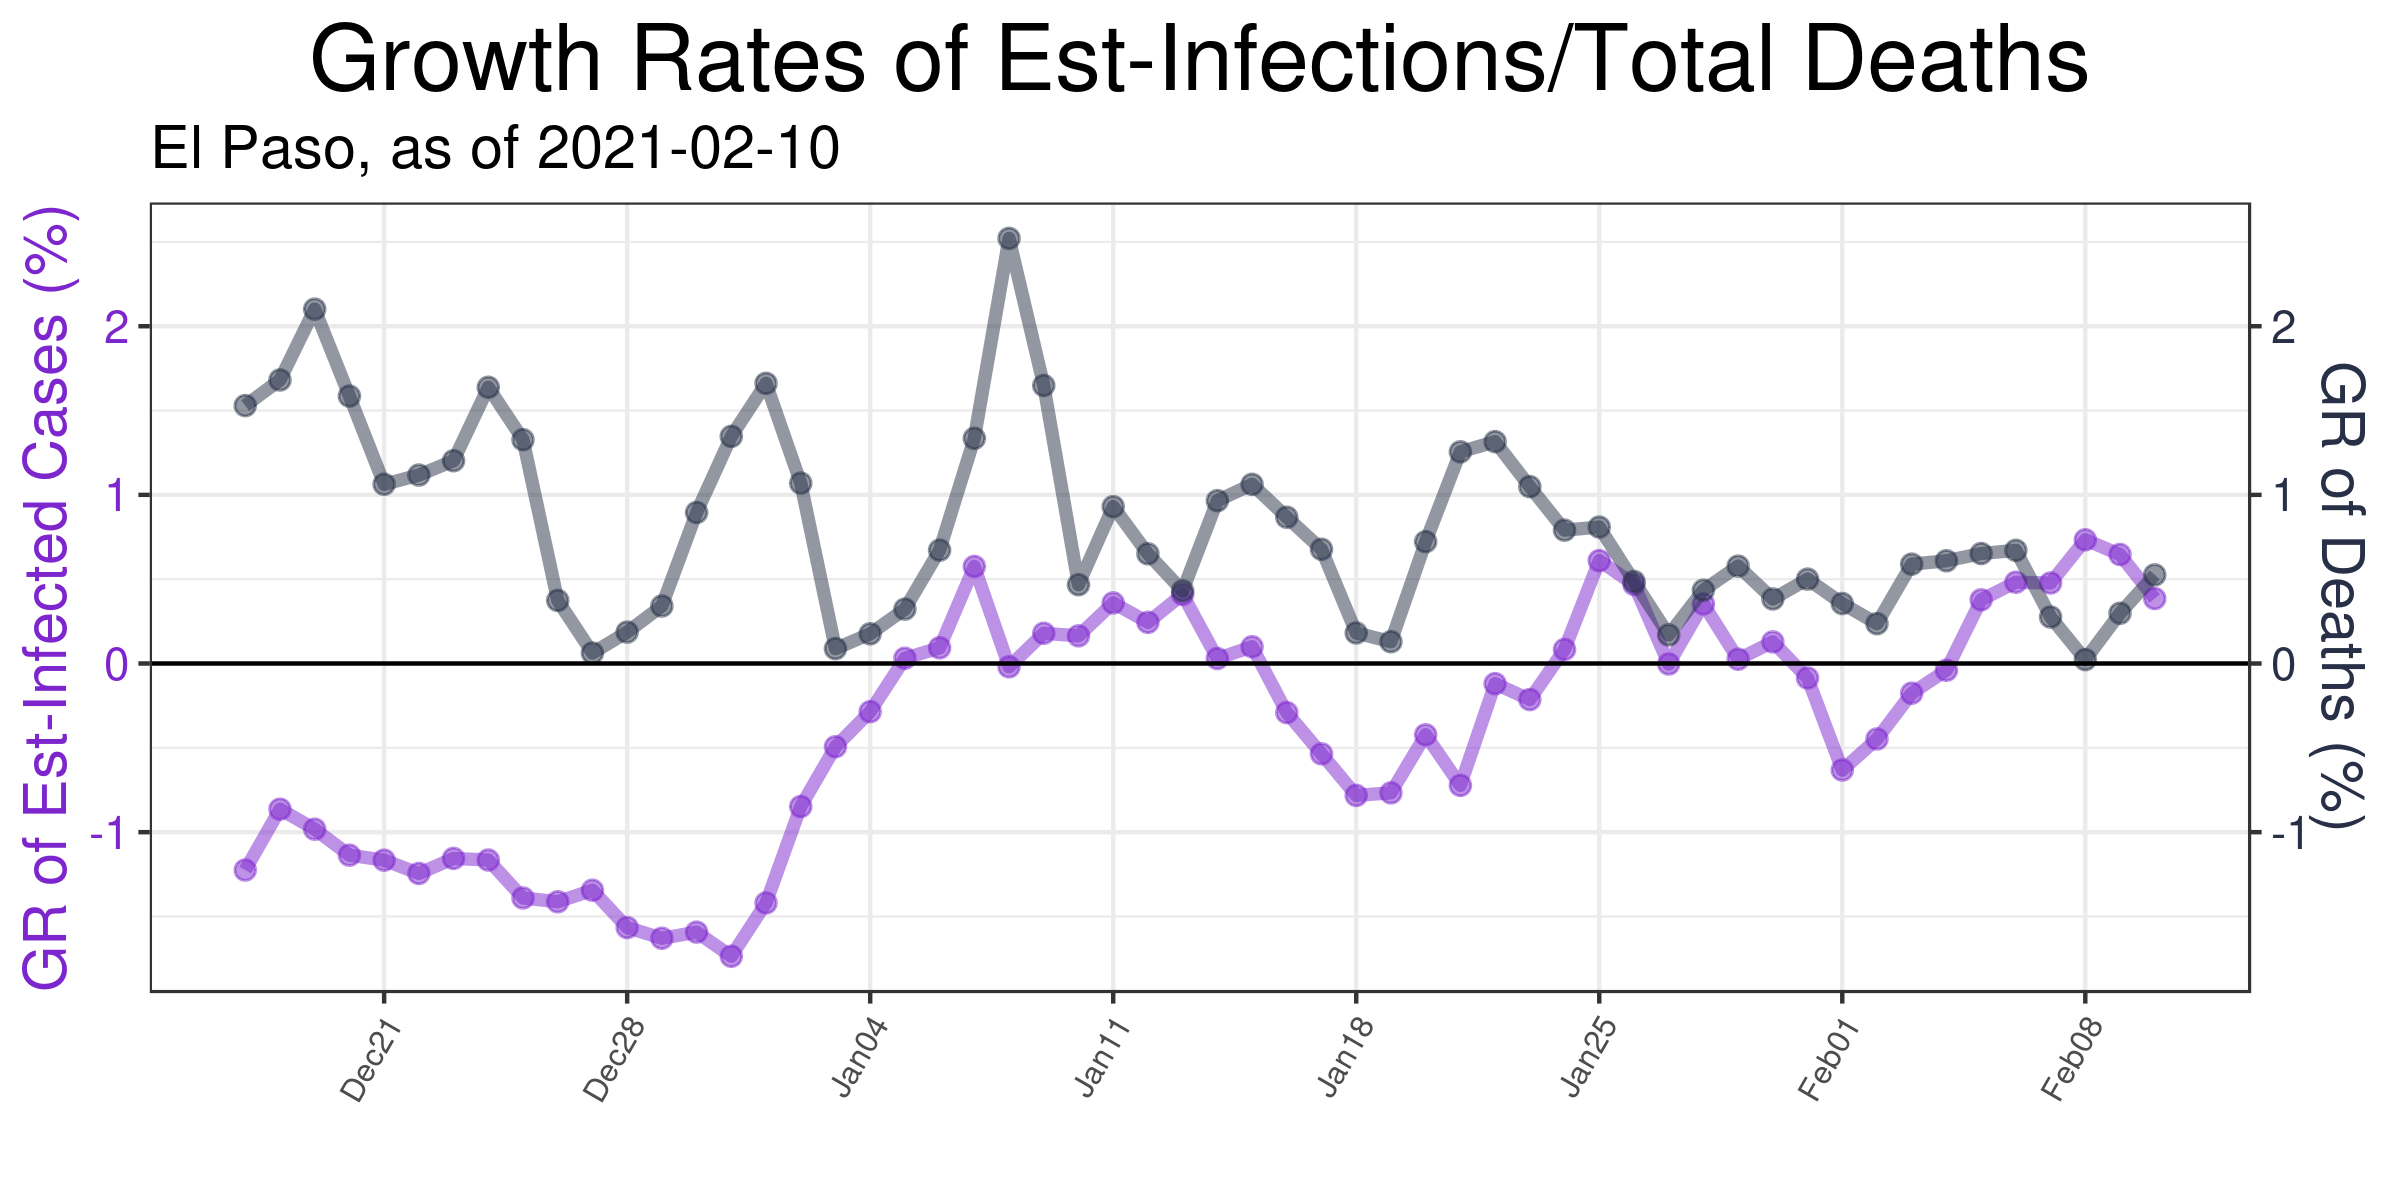 Growth Rates of Est-Infections/Total Deaths
El Paso, as of 2021-02-10
GR of Est-Infected Cases (%)
2
1
0
-1
2
1
0
-1
GR of Deaths (%)
Dec21
Dec28
Jan04
Jan11
Jan18
Jan25
Feb01
Feb08